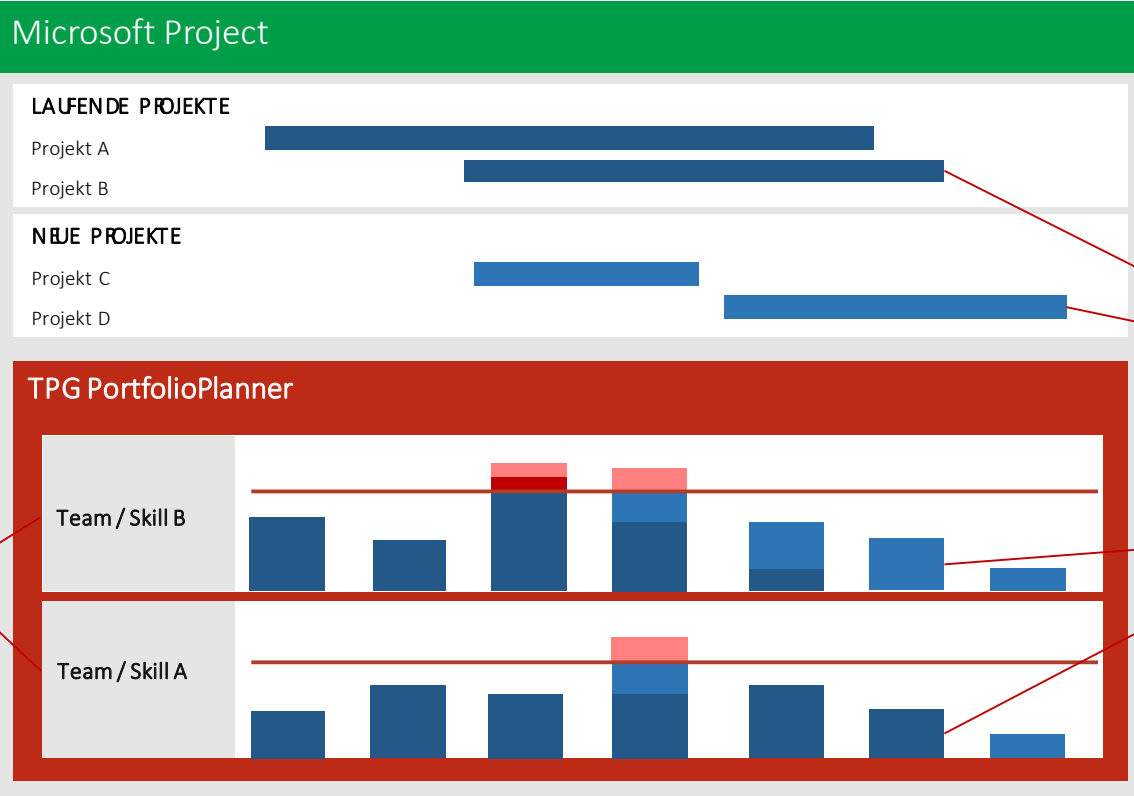 Microsoft Project
LAUFENDE PROJEKTE
Projekt A
Projekt B
NEUE PROJEKTE
Projekt C
Projekt D
TPG PortfolioPlanner
Team / Skill B
Team / Skill A